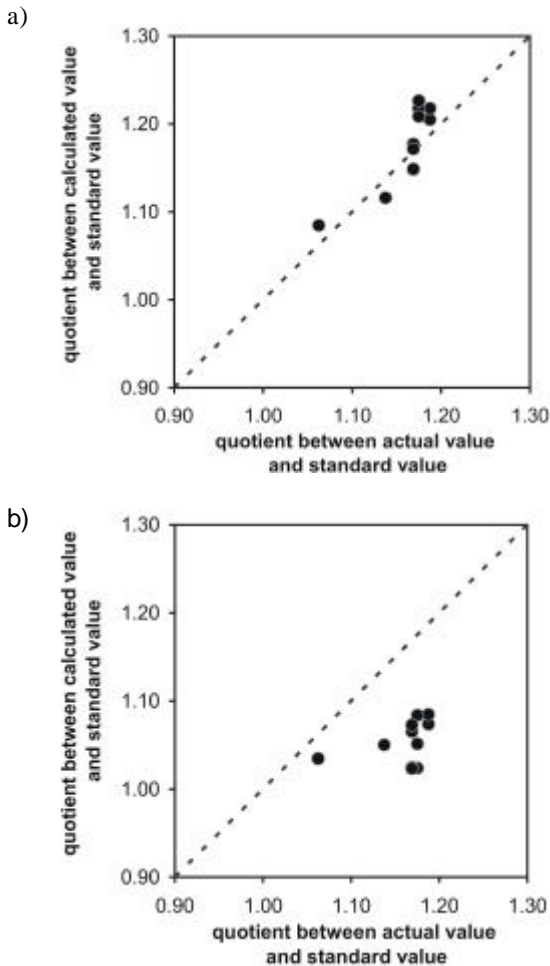 a)
quotient between calculated value
and standard value
1.30
1.20
1.10
1.00
0.90
0.90 1.00 1.10 1.20 1.30
quotient between actual value
and standard value
b)
quotient between calculated value
and standard value
1.30
1.20
1.10
1.00
0.90
0.90 1.00 1.10 1.20 1.30
quotient between actual value
and standard value